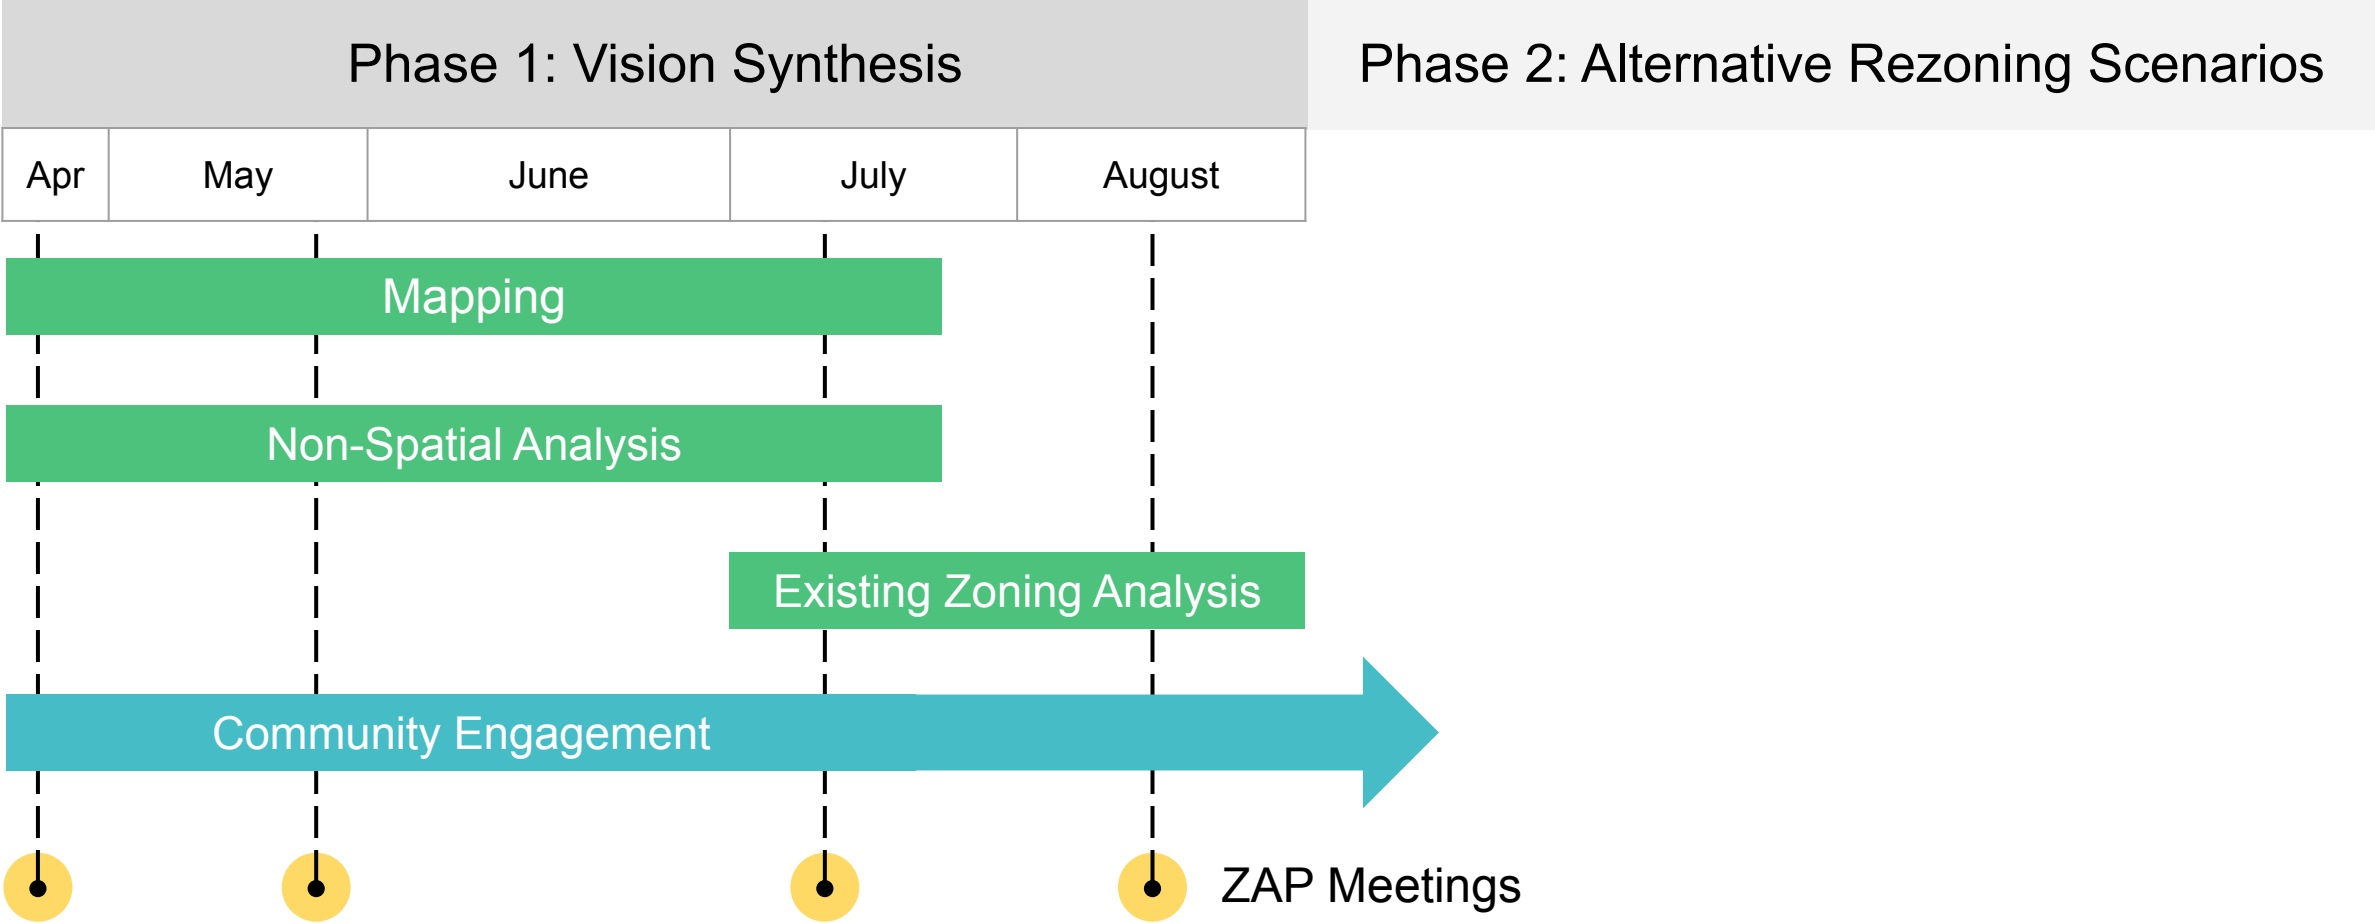 Phase 1: Vision Synthesis
Phase 2: Alternative Rezoning Scenarios
Apr
May
June
July
August
Mapping
Non-Spatial Analysis
Existing Zoning Analysis
Community Engagement
ZAP Meetings